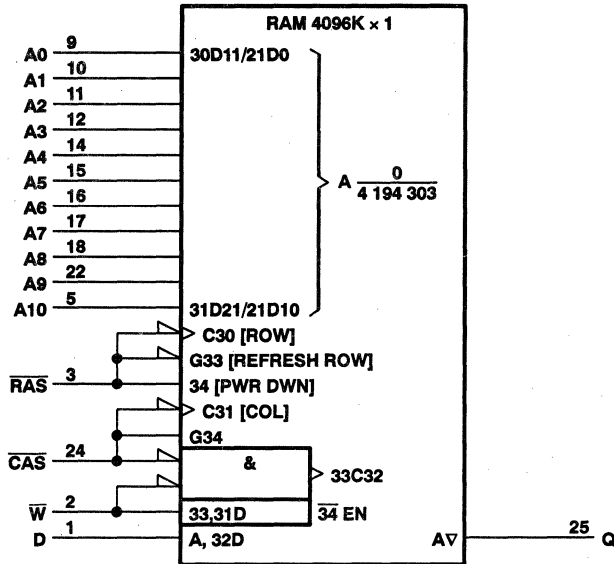 RAM 4096K × 1
A0 9 30D11/21D0
A1 10
A2 11
A3 12
A4 14
A5 15
A6 16
A7 17
A8 18
A9 22
A10 5 31D21/21D10
A 0
4 194 303
C30 [ROW]
G33 [REFRESH ROW]
RAS 3 34 [PWR DWN]
C31 [COL]
G34
CAS 24 & 33C32
W 2 33,31D 34 EN
D 1 A, 32D A∇ 25 Q